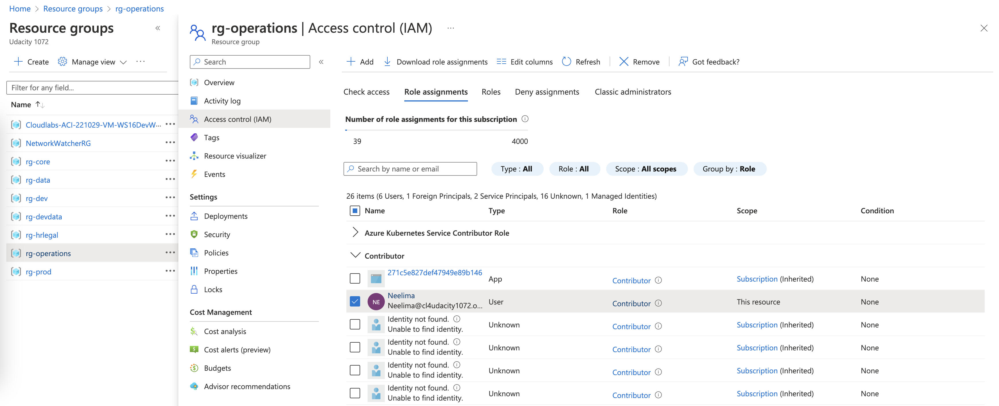 Home > Resource groups > rg-operations
Resource groups
Udacity 1072
Create
Manage view
Filter for any field...
Name
Cloudlabs-ACI-221029-VM-WS16DevW...
NetworkWatcherRG
rg-core
rg-data
rg-dev
rg-devdata
rg-hrlegal
rg-operations
rg-prod
rg-operations | Access control (IAM)
Resource group
Search
Overview
Activity log
Access control (IAM)
Tags
Resource visualizer
Events
Settings
Deployments
Security
Policies
Properties
Locks
Cost Management
Cost analysis
Cost alerts (preview)
Budgets
Advisor recommendations
Add Download role assignments Edit columns Refresh Remove Got feedback?
Check access Role assignments Roles Deny assignments Classic administrators
Number of role assignments for this subscription
39 4000
Search by name or email Type : All Role : All Scope : All scopes Group by : Role
26 items (6 Users, 1 Foreign Principals, 2 Service Principals, 16 Unknown, 1 Managed Identities)
Name Type Role Scope Condition
Azure Kubernetes Service Contributor Role
Contributor
271c5e827def47949e89b146
App Contributor Subscription (Inherited) None
NE Neelima
Neelima@cl4udacity1072.o... User Contributor This resource None
Identity not found.
Unable to find identity. Unknown Contributor Subscription (Inherited) None
Identity not found.
Unable to find identity. Unknown Contributor Subscription (Inherited) None
Identity not found.
Unable to find identity. Unknown Contributor Subscription (Inherited) None
Identity not found.
Unable to find identity. Unknown Contributor Subscription (Inherited) None